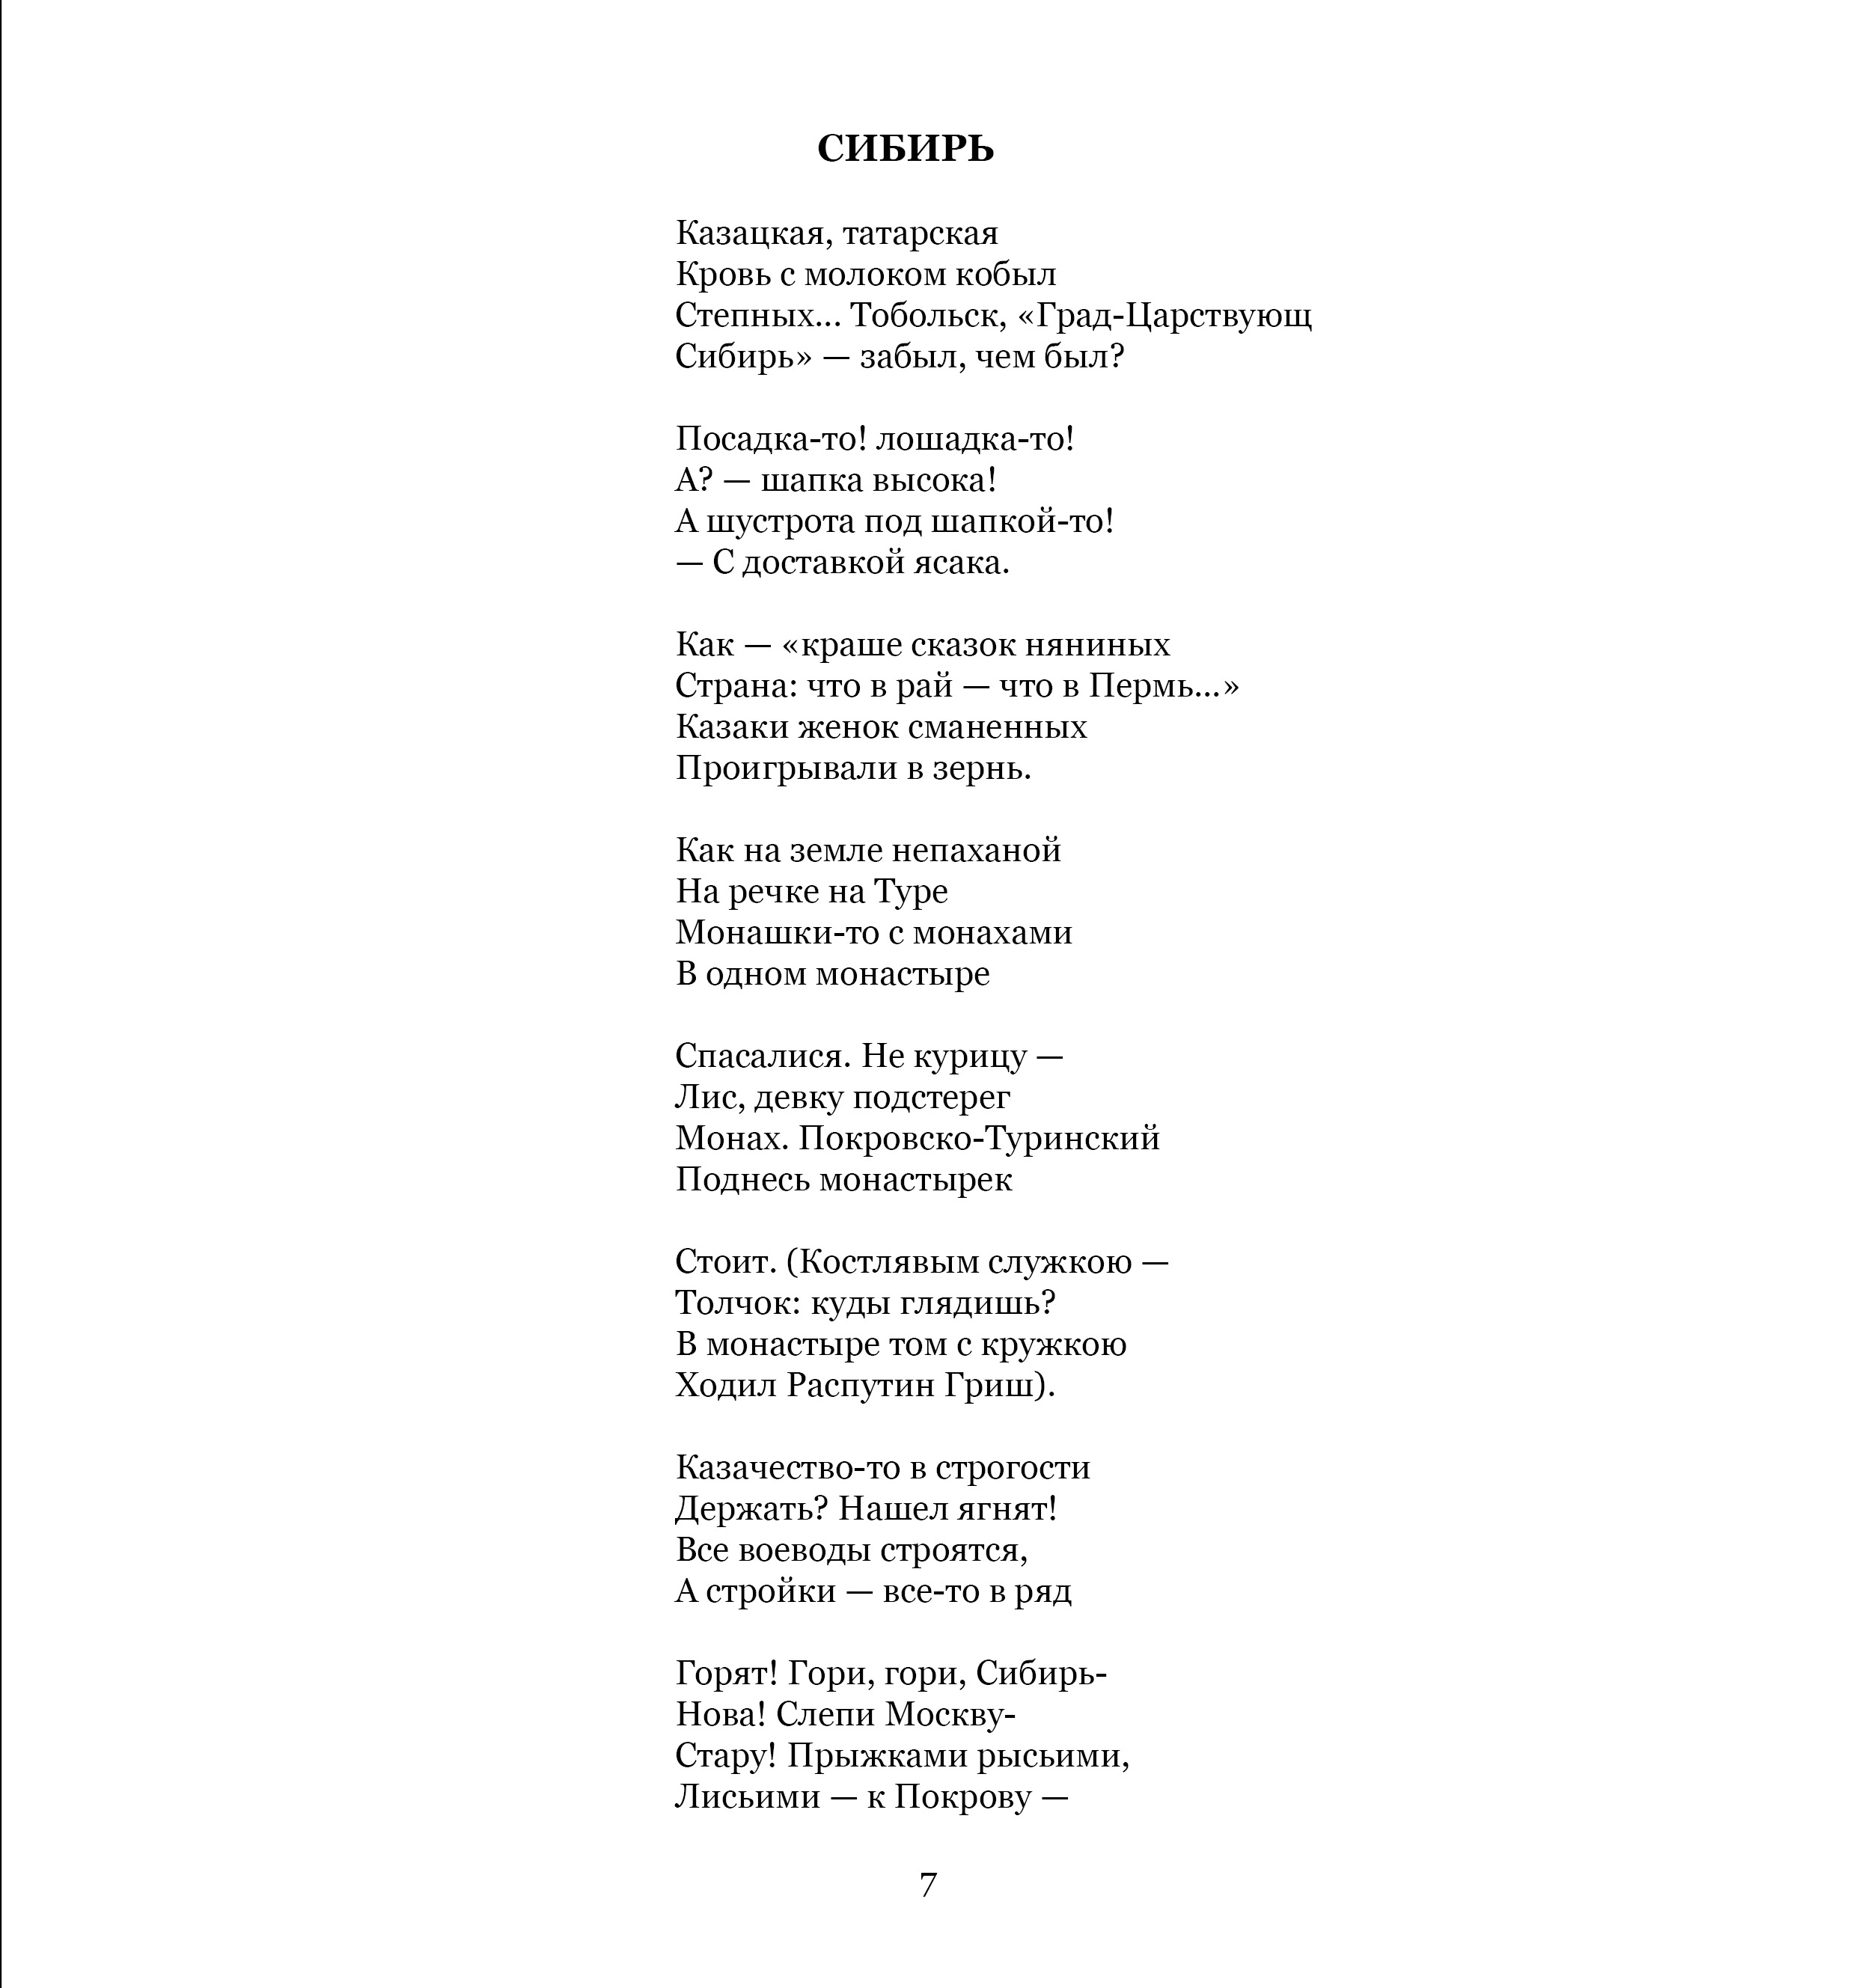 СИБИРЬ
Казацкая, татарская
Кровь с молоком кобыл
Степных... Тобольск, «Град-Царствующ
Сибирь» — забыл, чем был?
Посадка-то! лошадка-то!
А? — шапка высока!
А шустрота под шапкой-то!
— С доставкой ясака.
Как — «краше сказок няниных
Страна: что в рай — что в Пермь...»
Казаки женок сманенных
Проигрывали в зернь.
Как на земле непаханой
На речке на Туре
Монашки-то с монахами
В одном монастыре
Спасалися. Не курицу —
Лис, девку подстерег
Монах. Покровско-Туринский
Поднесь монастырек
Стоит. (Костлявым служкою —
Толчок: куды глядишь?
В монастыре том с кружкою
Ходил Распутин Гриш).
Казачество-то в строгости
Держать? Нашел ягнят!
Все воеводы строятся,
А стройки — все-то в ряд
Горят! Гори, гори, Сибирь-
Нова! Слепи Москву-
Стару! Прыжками рысьими,
Лисьими — к Покрову —
7